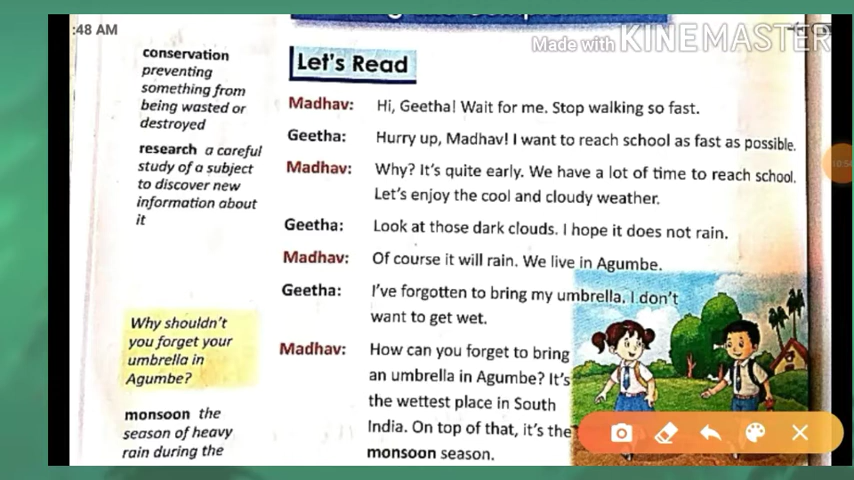 :48 AM
Made with KINEMASTER
conservation
preventing
something from
being wasted or
destroyed
research a careful
study of a subject
to discover new
information about
it
Why shouldn't
you forget your
umbrella in
Agumbe?
monsoon the
season of heavy
rain during the
Let's Read
Madhav: Hi, Geetha! Wait for me. Stop walking so fast.
Geetha: Hurry up, Madhav! I want to reach school as fast as possible.
Madhav: Why? It's quite early. We have a lot of time to reach school.
Let's enjoy the cool and cloudy weather.
Geetha: Look at those dark clouds. I hope it does not rain.
Madhav: Of course it will rain. We live in Agumbe.
Geetha: I've forgotten to bring my umbrella. I don't
want to get wet.
Madhav: How can you forget to bring
an umbrella in Agumbe? It's
the wettest place in South
India. On top of that, it's the
monsoon season.